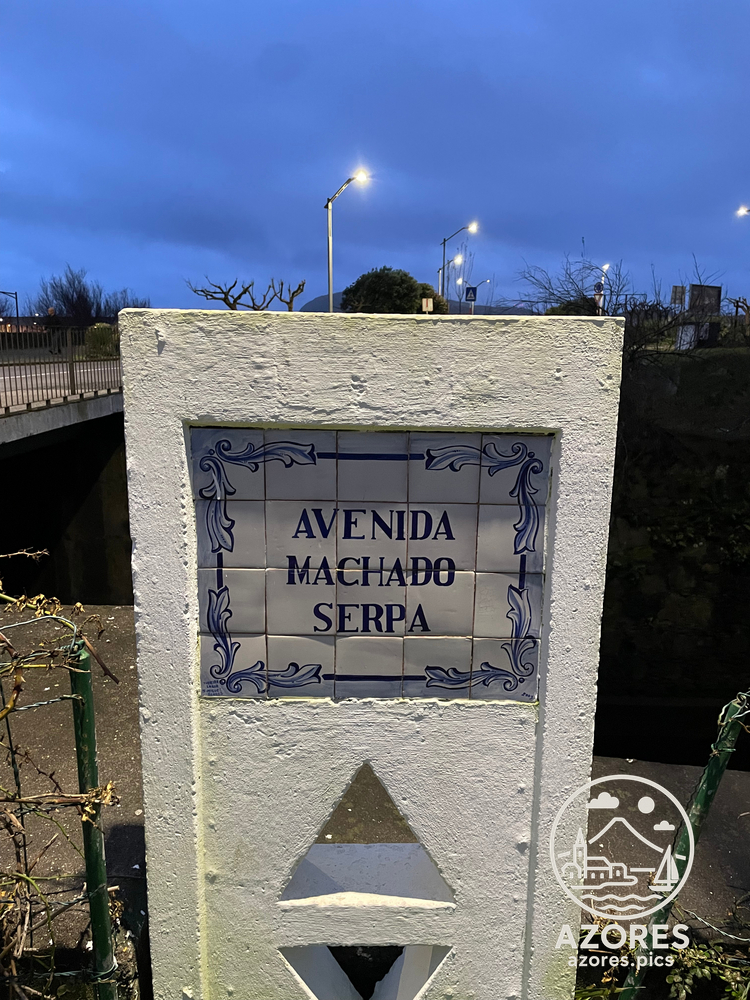 AVENIDA
MACHADO
SERPA
AZORES
azores.pics